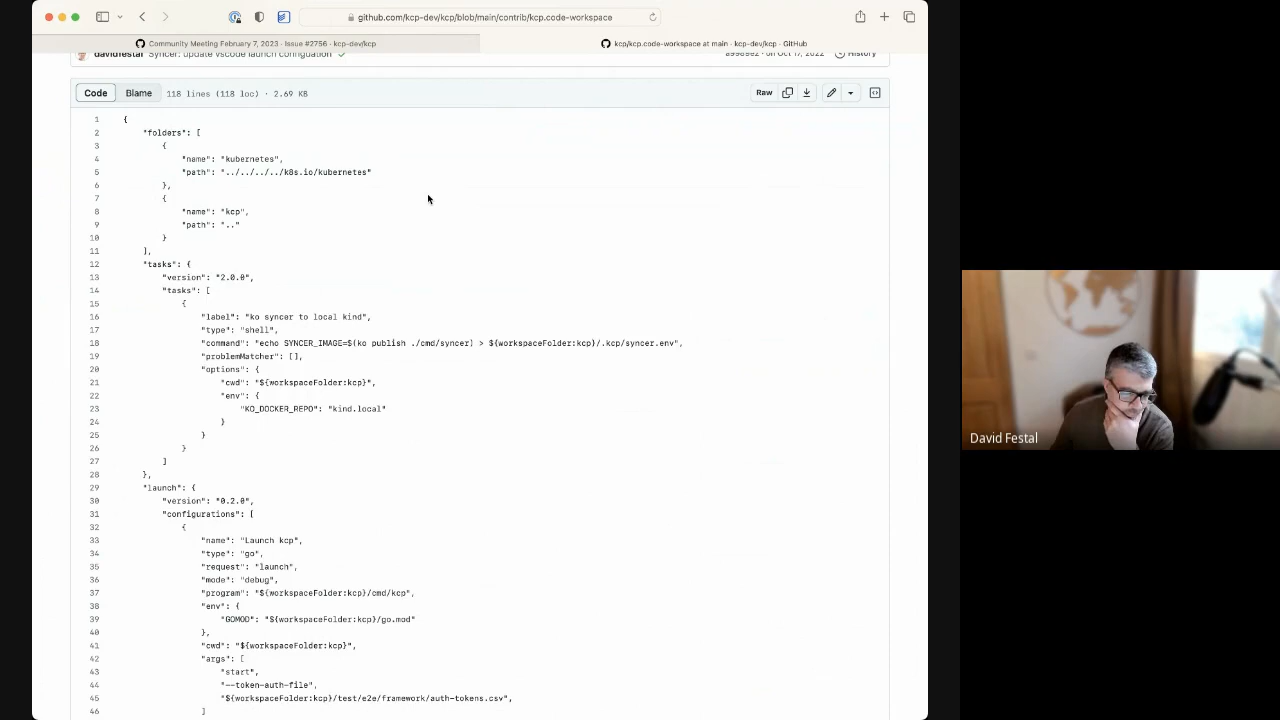 github.com/kcp-dev/kcp/blob/main/contrib/kcp.code-workspace
Community Meeting February 7, 2023 · Issue #2756 · kcp-dev/kcp
kcp/kcp.code-workspace at main · kcp-dev/kcp · GitHub
davidfestal Syncer: update vscode launch configuration
on Oct 17, 2022
History
Code Blame 118 lines (118 loc) · 2.69 KB
Raw
1 {
2 "folders": [
3 {
4 "name": "kubernetes",
5 "path": "../../../../k8s.io/kubernetes"
6 },
7 {
8 "name": "kcp",
9 "path": ".."
10 }
11 ],
12 "tasks": {
13 "version": "2.0.0",
14 "tasks": [
15 {
16 "label": "ko syncer to local kind",
17 "type": "shell",
18 "command": "echo SYNCER_IMAGE=$(ko publish ./cmd/syncer) > ${workspaceFolder:kcp}/.kcp/syncer.env",
19 "problemMatcher": [],
20 "options": {
21 "cwd": "${workspaceFolder:kcp}",
22 "env": {
23 "KO_DOCKER_REPO": "kind.local"
24 }
25 }
26 }
27 ]
28 },
29 "launch": {
30 "version": "0.2.0",
31 "configurations": [
32 {
33 "name": "Launch kcp",
34 "type": "go",
35 "request": "launch",
36 "mode": "debug",
37 "program": "${workspaceFolder:kcp}/cmd/kcp",
38 "env": {
39 "GOMOD": "${workspaceFolder:kcp}/go.mod"
40 },
41 "cwd": "${workspaceFolder:kcp}",
42 "args": [
43 "start",
44 "--token-auth-file",
45 "${workspaceFolder:kcp}/test/e2e/framework/auth-tokens.csv",
46 ]
David Festal